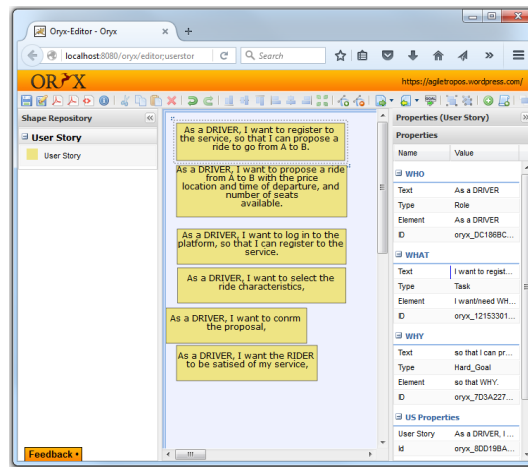 Oryx-Editor - Oryx
localhost:8080/oryx/editor;userstor
Search
ORYX
https://agiletropos.wordpress.com/
Shape Repository
User Story
User Story
As a DRIVER, I want to register to
the service, so that I can propose a
ride to go from A to B.
As a DRIVER, I want to propose a ride
from A to B with the price
location and time of departure, and
number of seats
available.
As a DRIVER, I want to log in to the
platform, so that I can register to the
service.
As a DRIVER, I want to select the
ride characteristics,
As a DRIVER, I want to conrm
the proposal,
As a DRIVER, I want the RIDER
to be satised of my service,
Properties (User Story)
Properties
Name Value
WHO
Text As a DRIVER
Type Role
Element As a DRIVER
ID oryx_DC186BC...
WHAT
Text I want to regist...
Type Task
Element I want/need WH...
ID oryx_12153301...
WHY
Text so that I can pr...
Type Hard_Goal
Element so that WHY.
ID oryx_7D3A227...
US Properties
User Story As a DRIVER, I ...
Id oryx_8DD19BA...
Feedback